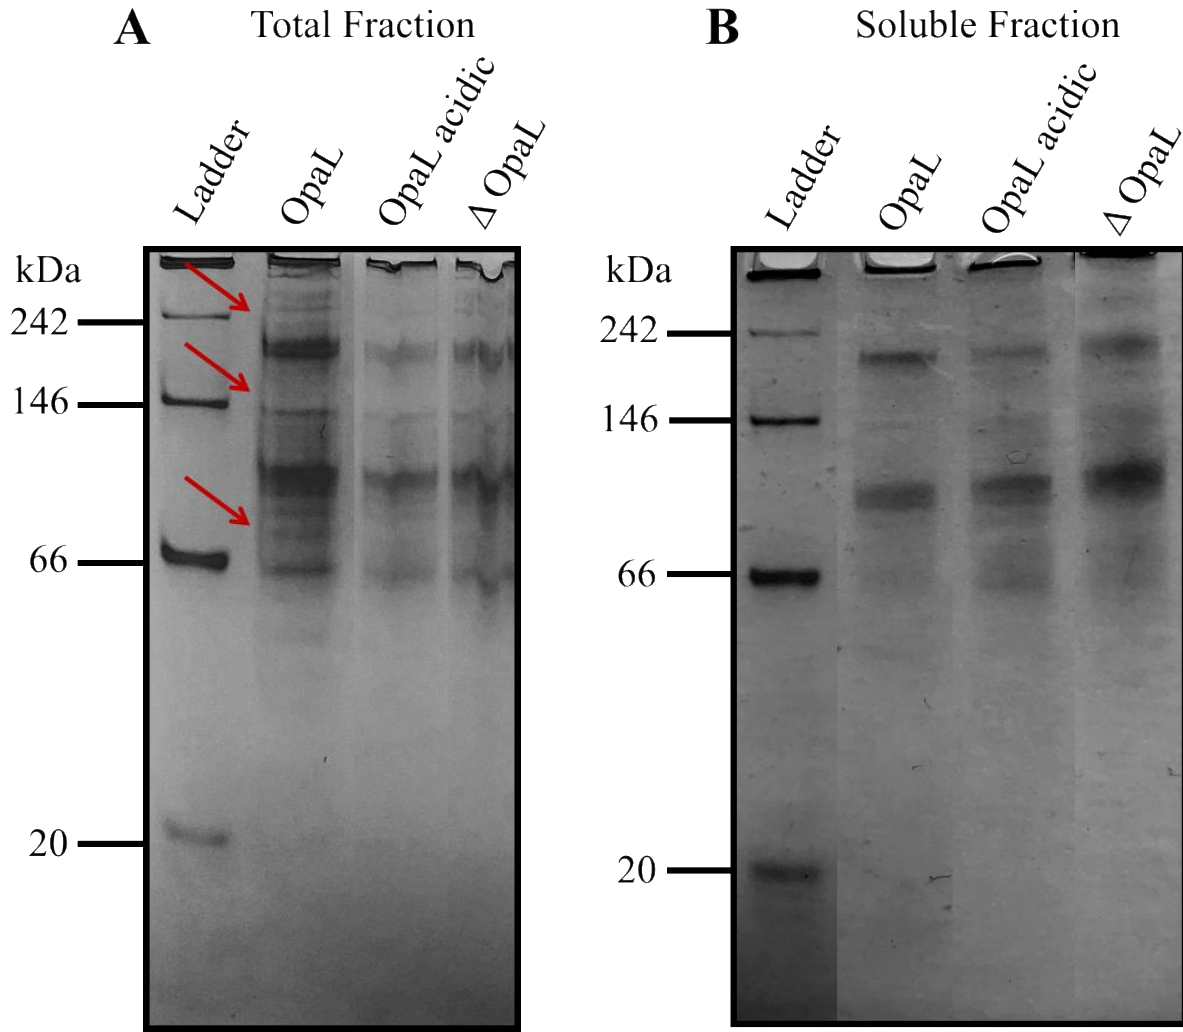 A
Total Fraction
Ladder
OpaL
OpaL acidic
Δ OpaL
kDa
242
146
66
20
B
Soluble Fraction
Ladder
OpaL
OpaL acidic
Δ OpaL
kDa
242
146
66
20